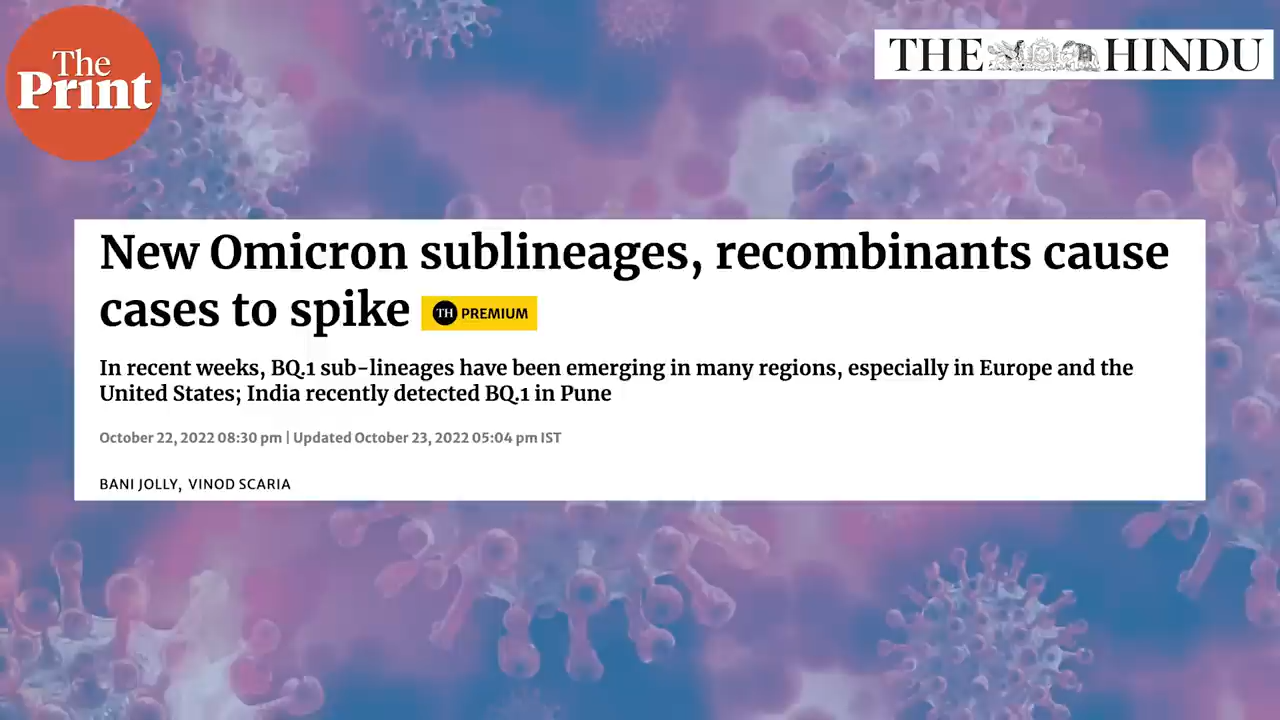 The
Print
THE HINDU
New Omicron sublineages, recombinants cause
cases to spike TH PREMIUM
In recent weeks, BQ.1 sub-lineages have been emerging in many regions, especially in Europe and the
United States; India recently detected BQ.1 in Pune
October 22, 2022 08:30 pm | Updated October 23, 2022 05:04 pm IST
BANI JOLLY, VINOD SCARIA